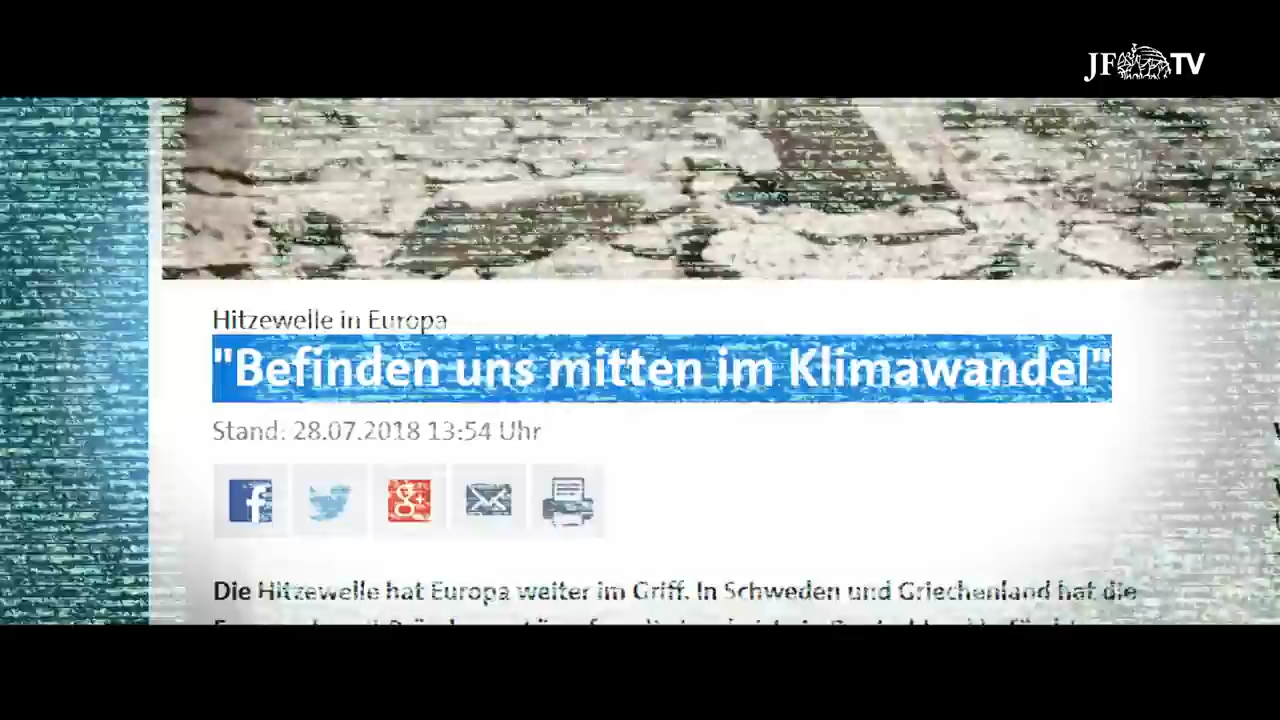 JF TV
Hitzewelle in Europa
"Befinden uns mitten im Klimawandel"
Stand: 28.07.2018 13:54 Uhr
Die Hitzewelle hat Europa weiter im Griff. In Schweden und Griechenland hat die